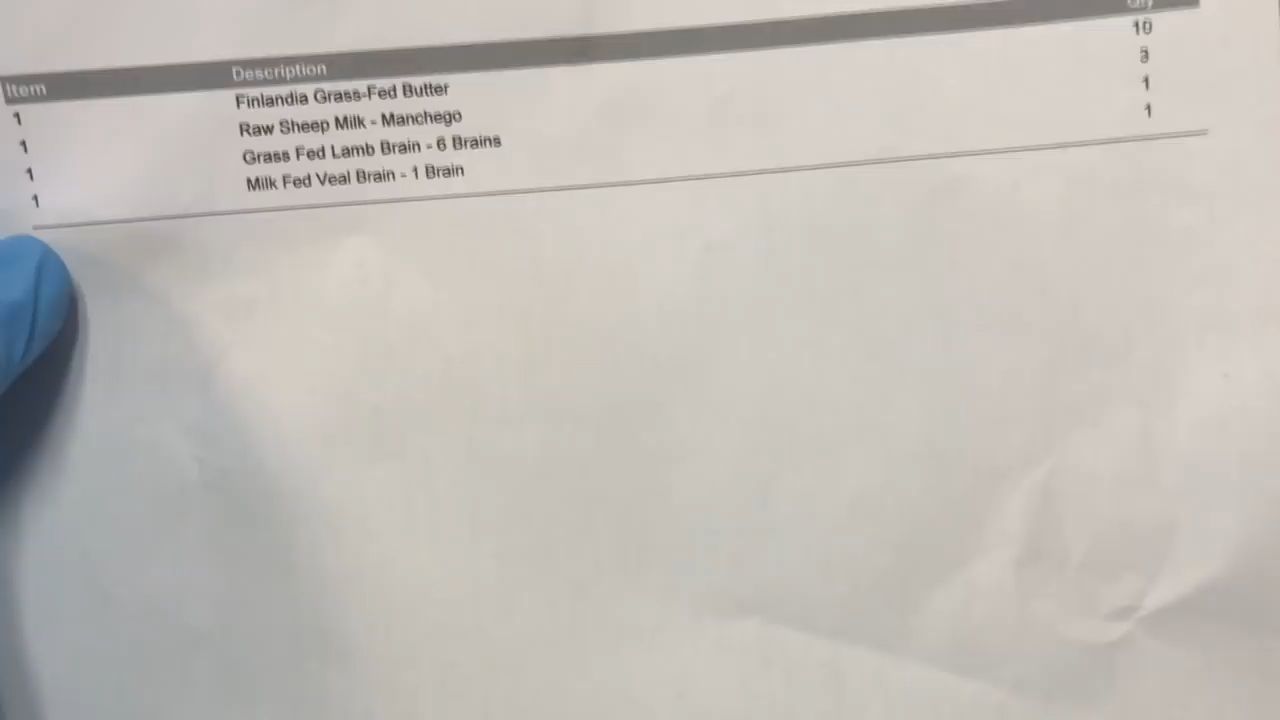 Item Description Qty
1 Finlandia Grass-Fed Butter 10
1 Raw Sheep Milk - Manchego 3
1 Grass Fed Lamb Brain - 6 Brains 1
1 Milk Fed Veal Brain - 1 Brain 1